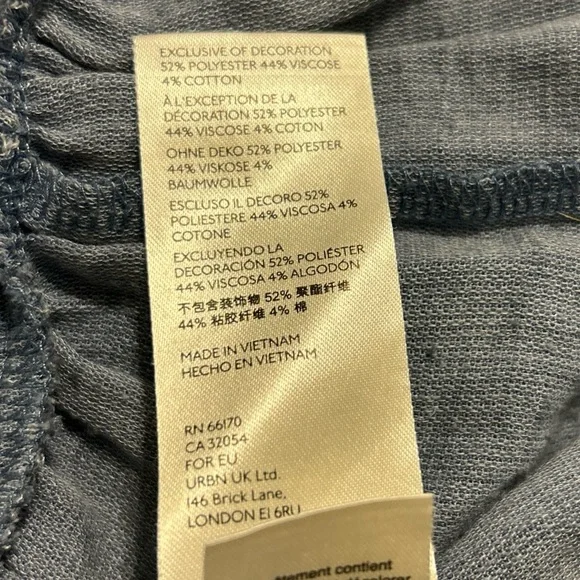 EXCLUSIVE OF DECORATION
52% POLYESTER 44% VISCOSE
4% COTTON
À L'EXCEPTION DE LA
DÉCORATION 52% POLYESTER
44% VISCOSE 4% COTON
OHNE DEKO 52% POLYESTER
44% VISKOSE 4%
BAUMWOLLE
ESCLUSO IL DECORO 52%
POLIESTERE 44% VISCOSA 4%
COTONE
EXCLUYENDO LA
DECORACIÓN 52% POLIÉSTER
44% VISCOSA 4% ALGODÓN
不包含装饰物 52% 聚酯纤维
44% 粘胶纤维 4% 棉
MADE IN VIETNAM
HECHO EN VIETNAM
RN 66170
CA 32054
FOR EU
URBN UK Ltd.
146 Brick Lane,
LONDON E1 6RU
contient